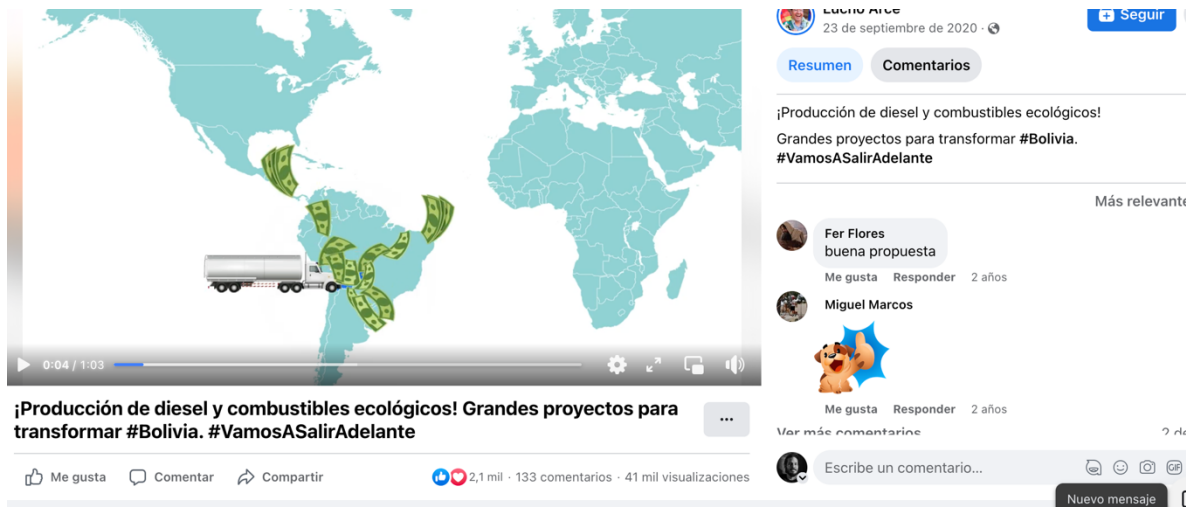 Lucho Arce
23 de septiembre de 2020 ·
Seguir
Resumen Comentarios
¡Producción de diesel y combustibles ecológicos!
Grandes proyectos para transformar #Bolivia.
#VamosASalirAdelante
Más relevante
Fer Flores
buena propuesta
Me gusta Responder 2 años
Miguel Marcos
Me gusta Responder 2 años
Ver más comentarios 2 de
Escribe un comentario...
GIF
Nuevo mensaje
0:04 / 1:03
¡Producción de diesel y combustibles ecológicos! Grandes proyectos para
transformar #Bolivia. #VamosASalirAdelante
...
Me gusta Comentar Compartir 2,1 mil · 133 comentarios · 41 mil visualizaciones